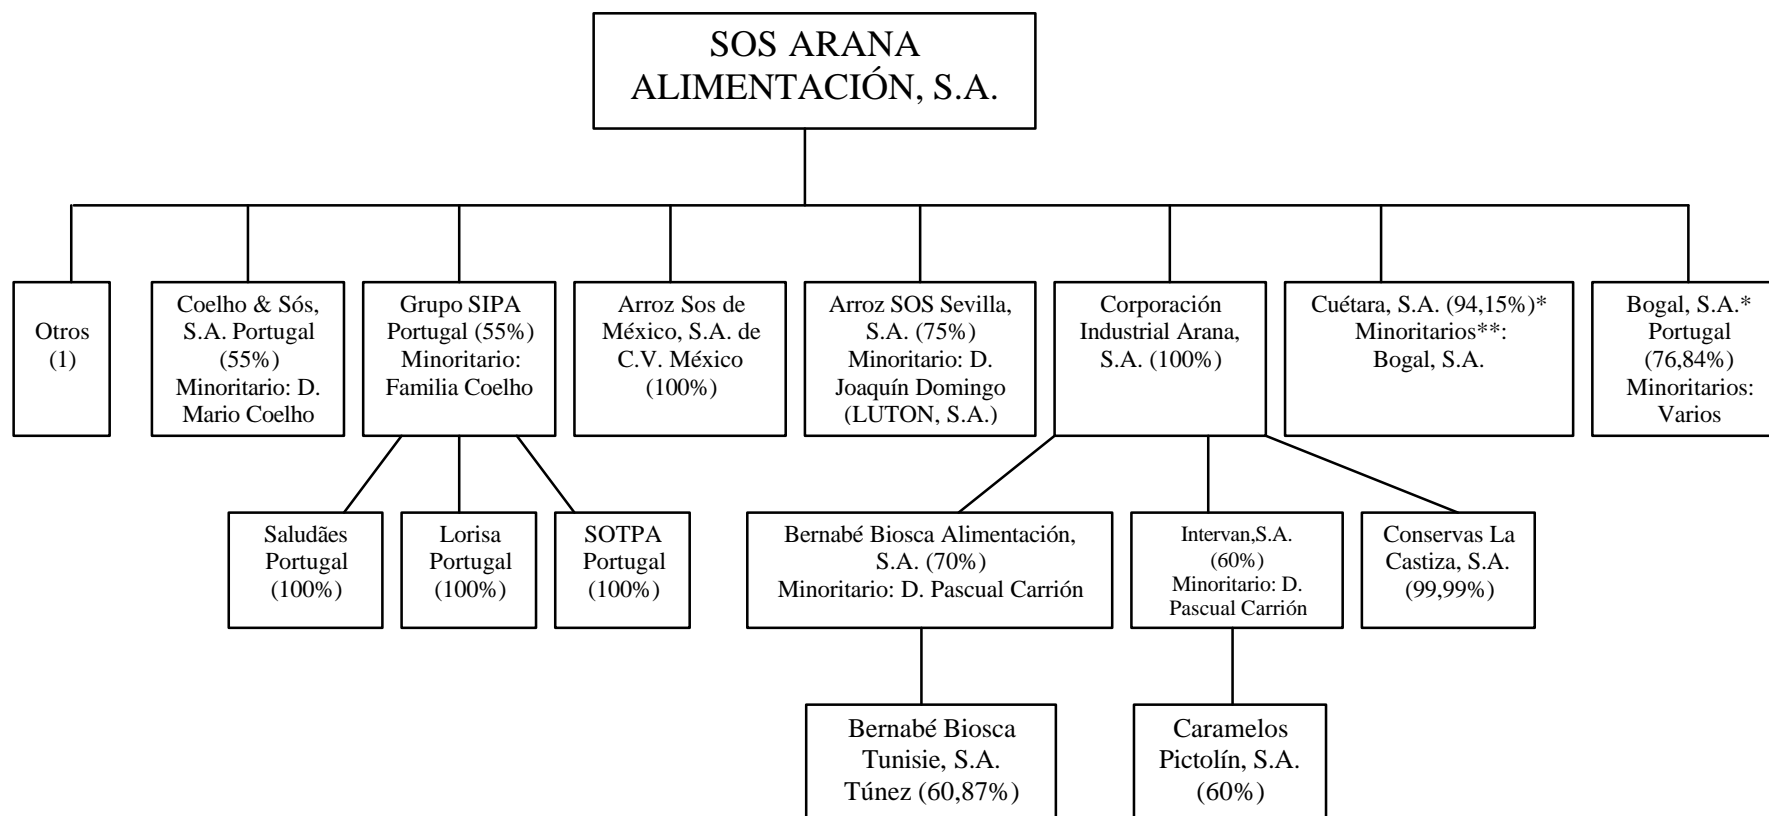 SOS ARANA
ALIMENTACIÓN, S.A.
Otros
(1)
Coelho & Sós,
S.A. Portugal
(55%)
Minoritario: D.
Mario Coelho
Grupo SIPA
Portugal (55%)
Minoritario:
Familia Coelho
Arroz Sos de
México, S.A. de
C.V. México
(100%)
Arroz SOS Sevilla,
S.A. (75%)
Minoritario: D.
Joaquín Domingo
(LUTON, S.A.)
Corporación
Industrial Arana,
S.A. (100%)
Cuétara, S.A. (94,15%)*
Minoritarios**:
Bogal, S.A.
Bogal, S.A.*
Portugal
(76,84%)
Minoritarios:
Varios
Saludães
Portugal
(100%)
Lorisa
Portugal
(100%)
SOTPA
Portugal
(100%)
Bernabé Biosca Alimentación,
S.A. (70%)
Minoritario: D. Pascual Carrión
Intervan,S.A.
(60%)
Minoritario: D.
Pascual Carrión
Conservas La
Castiza, S.A.
(99,99%)
Bernabé Biosca
Tunisie, S.A.
Túnez (60,87%)
Caramelos
Pictolín, S.A.
(60%)